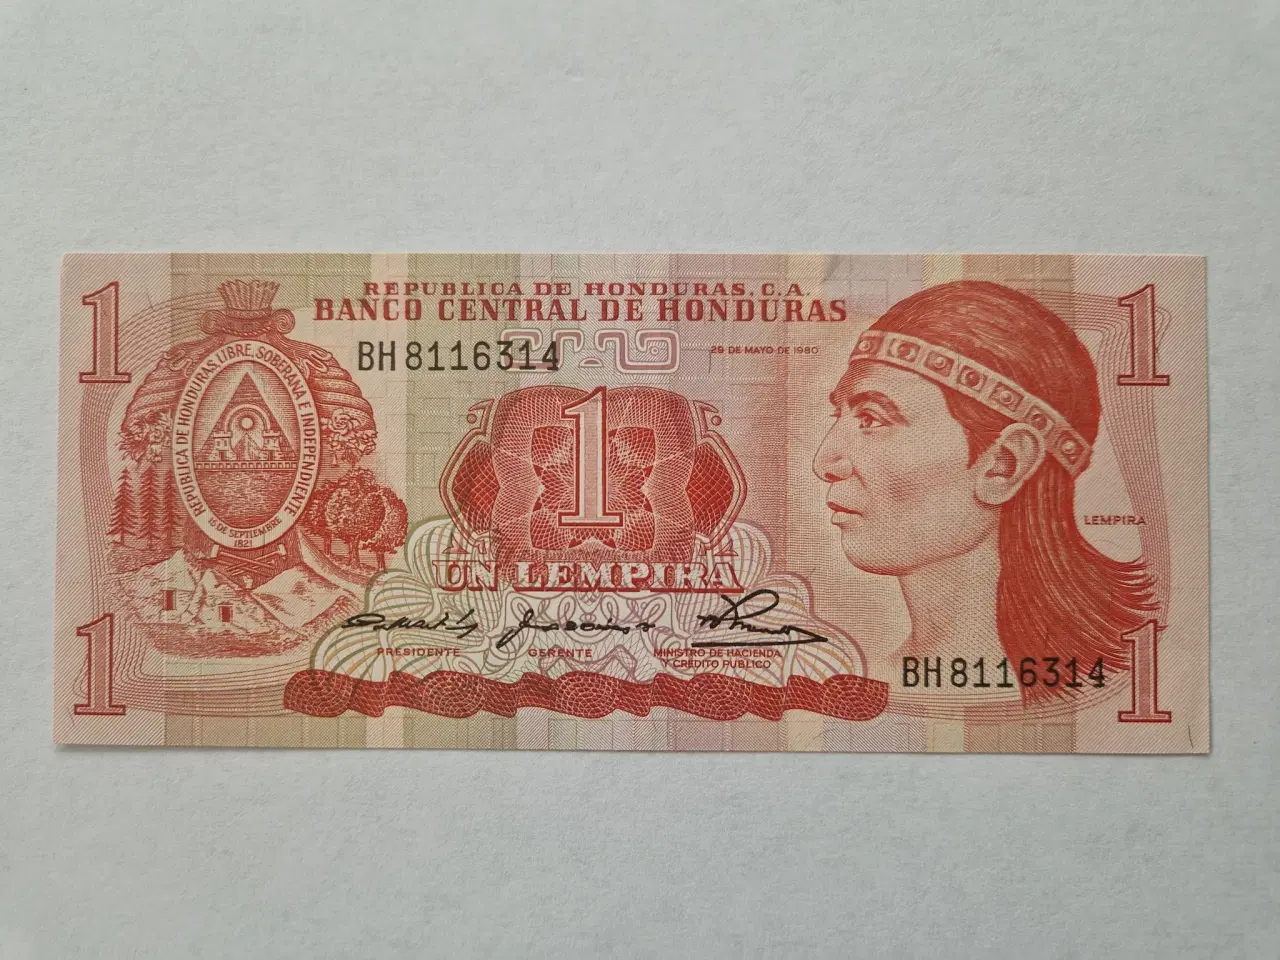 REPUBLICA DE HONDURAS, C.A.
BANCO CENTRAL DE HONDURAS
1
1
BH 8116314
29 DE MAYO DE 1980
REPUBLICA DE HONDURAS, LIBRE, SOBERANA E INDEPENDIENTE
15 DE SEPTIEMBRE
1821
1
LEMPIRA
UN LEMPIRA
PRESIDENTE
GERENTE
MINISTRO DE HACIENDA
Y CREDITO PUBLICO
BH 8116314
1
1